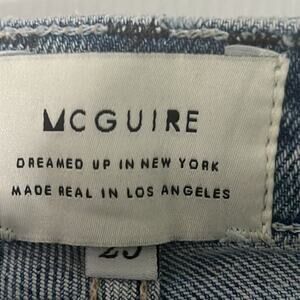 MCGUIRE
DREAMED UP IN NEW YORK
MADE REAL IN LOS ANGELES